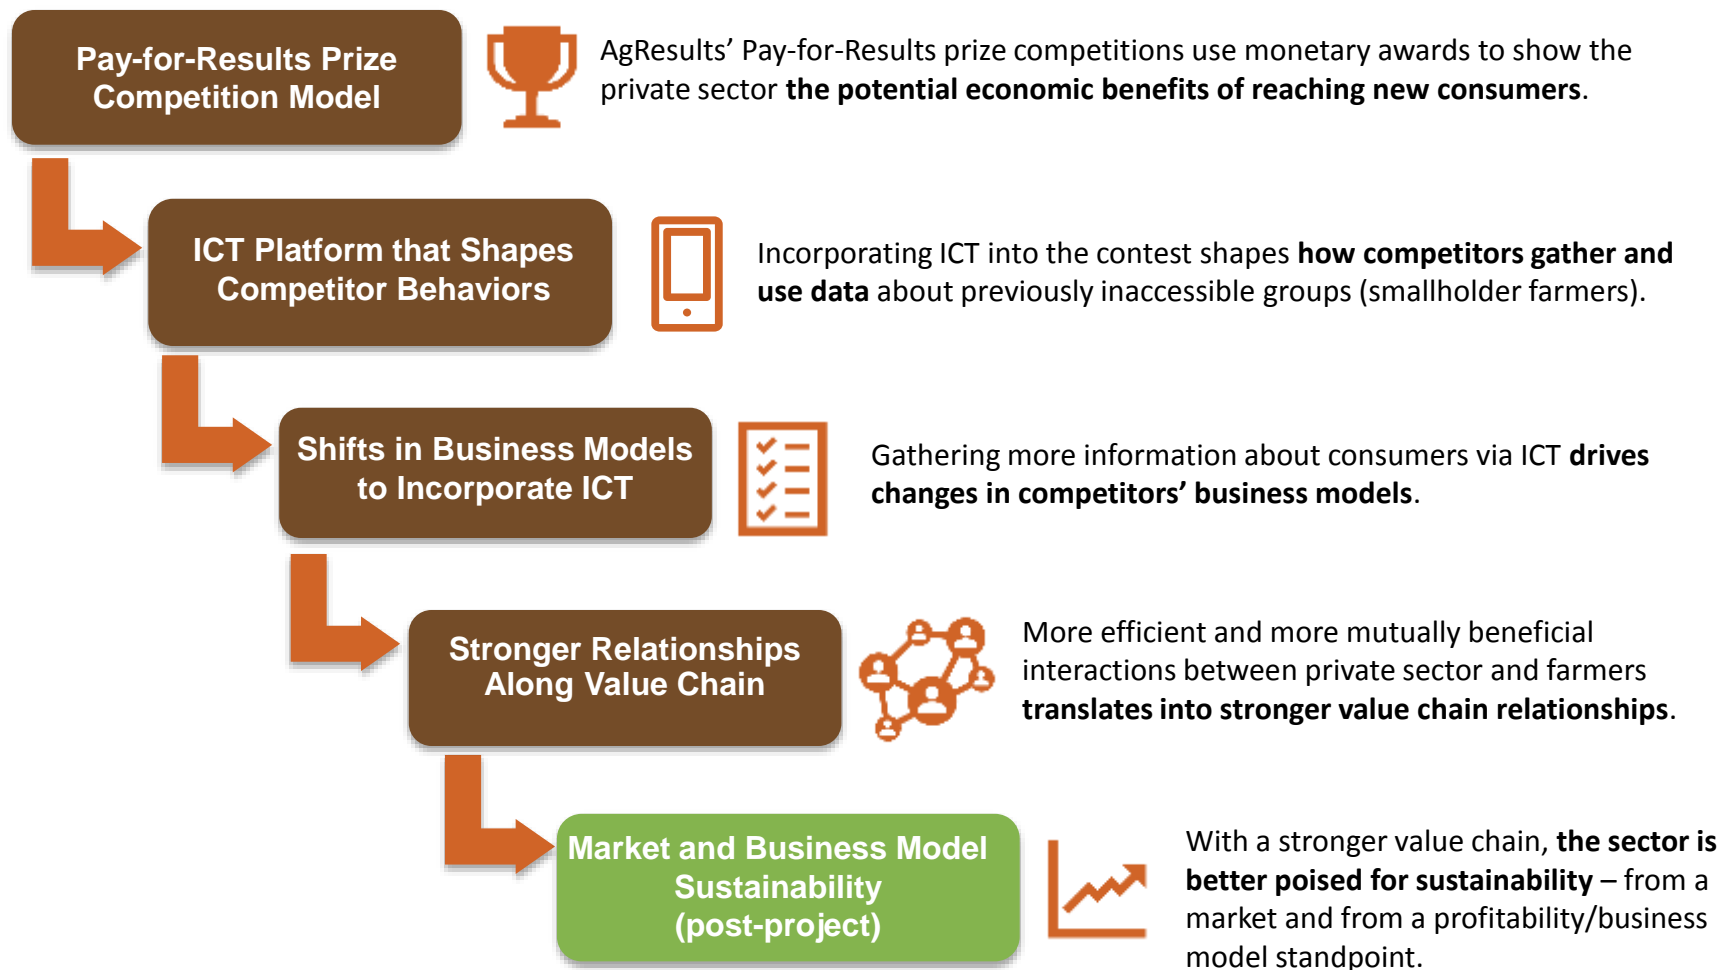 Pay-for-Results Prize
Competition Model
AgResults’ Pay-for-Results prize competitions use monetary awards to show the
private sector the potential economic benefits of reaching new consumers.
ICT Platform that Shapes
Competitor Behaviors
Incorporating ICT into the contest shapes how competitors gather and
use data about previously inaccessible groups (smallholder farmers).
Shifts in Business Models
to Incorporate ICT
Gathering more information about consumers via ICT drives
changes in competitors’ business models.
Stronger Relationships
Along Value Chain
More efficient and more mutually beneficial
interactions between private sector and farmers
translates into stronger value chain relationships.
Market and Business Model
Sustainability
(post-project)
With a stronger value chain, the sector is
better poised for sustainability – from a
market and from a profitability/business
model standpoint.